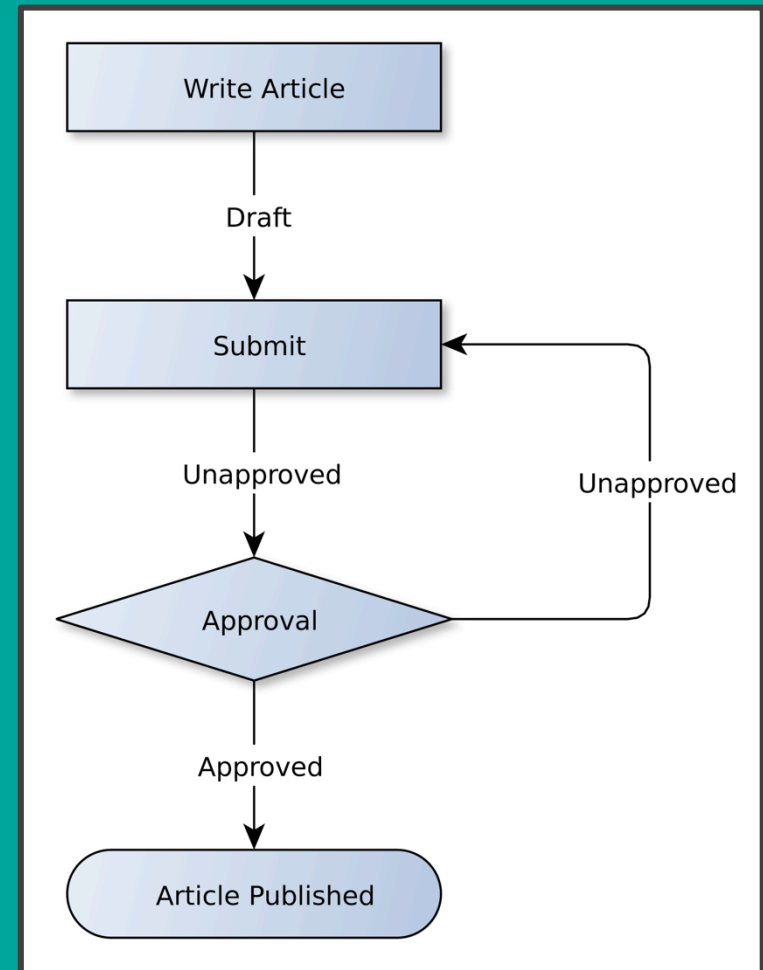 Write Article
Draft
Submit
Unapproved
Unapproved
Approval
Approved
Article Published